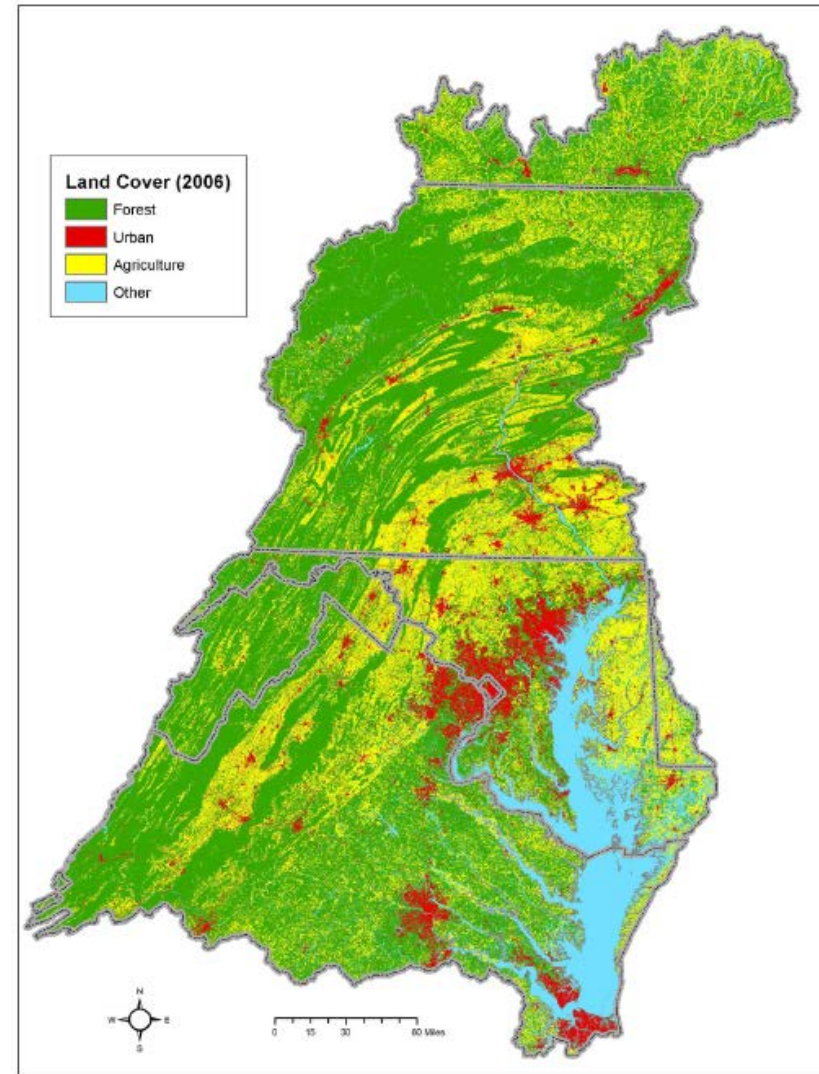 Land Cover (2006)
Forest
Urban
Agriculture
Other
N
W E
S
0 15 30 60 Miles